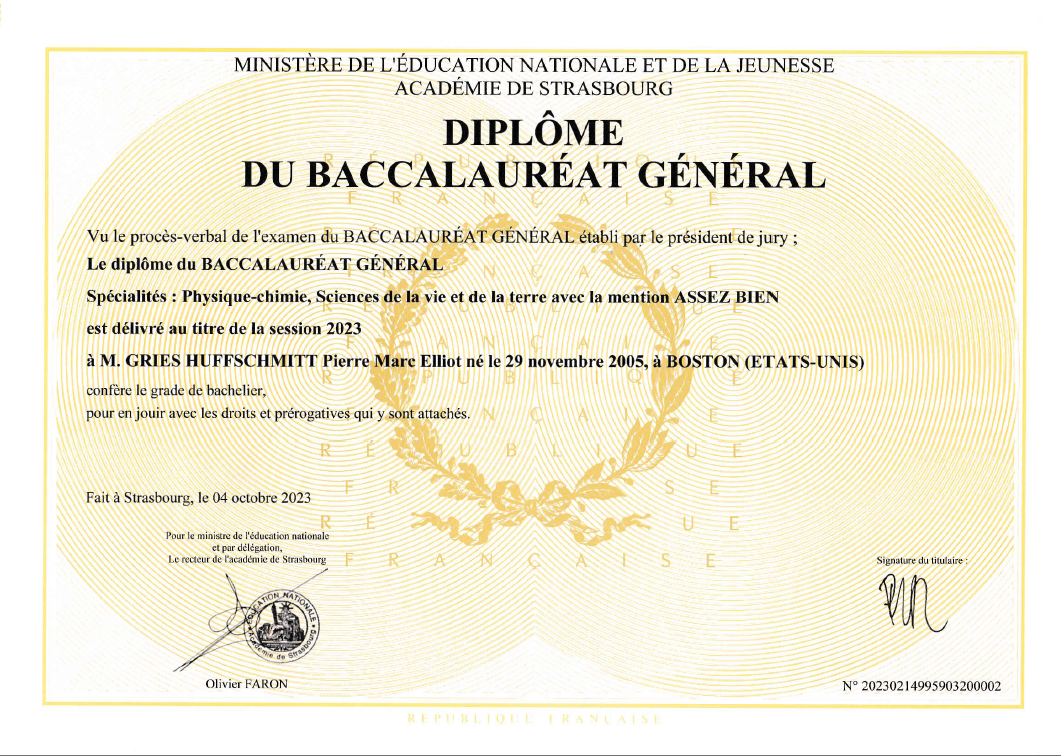 MINISTÈRE DE L'ÉDUCATION NATIONALE ET DE LA JEUNESSE
ACADÉMIE DE STRASBOURG
DIPLÔME
DU BACCALAURÉAT GÉNÉRAL
Vu le procès-verbal de l'examen du BACCALAURÉAT GÉNÉRAL établi par le président de jury ;
Le diplôme du BACCALAURÉAT GÉNÉRAL
Spécialités : Physique-chimie, Sciences de la vie et de la terre avec la mention ASSEZ BIEN
est délivré au titre de la session 2023
à M. GRIES HUFFSCHMITT Pierre Marc Elliot né le 29 novembre 2005, à BOSTON (ETATS-UNIS)
confère le grade de bachelier,
pour en jouir avec les droits et prérogatives qui y sont attachés.
Fait à Strasbourg, le 04 octobre 2023
Pour le ministre de l'éducation nationale
et par délégation,
Le recteur de l'académie de Strasbourg
Signature du titulaire :
ÉDUCATION NATIONALE
Académie de Strasbourg
Olivier FARON
N° 20230214995903200002
REPUBLIQUE FRANÇAISE